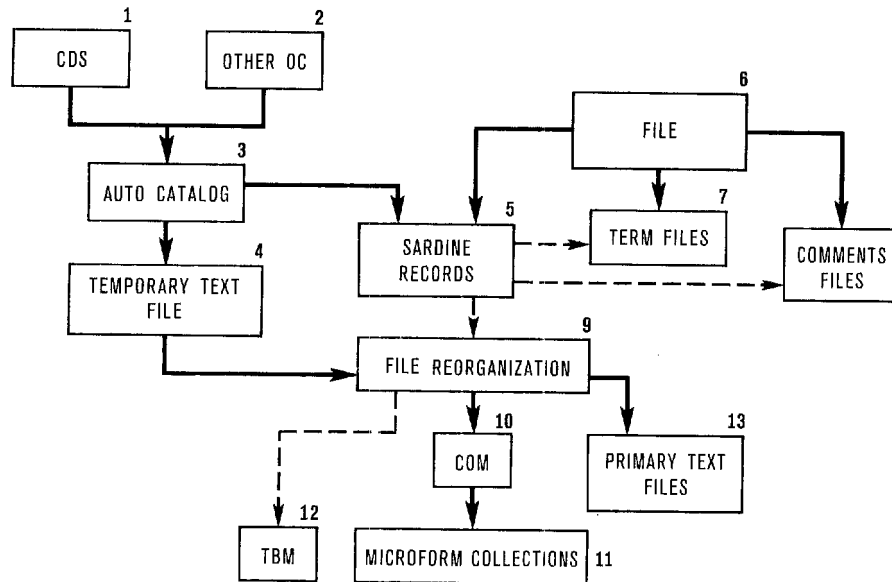 1
CDS
2
OTHER OC
3
AUTO CATALOG
4
TEMPORARY TEXT
FILE
5
SARDINE
RECORDS
6
FILE
7
TERM FILES
COMMENTS
FILES
9
FILE REORGANIZATION
10
COM
13
PRIMARY TEXT
FILES
12
TBM
MICROFORM COLLECTIONS 11